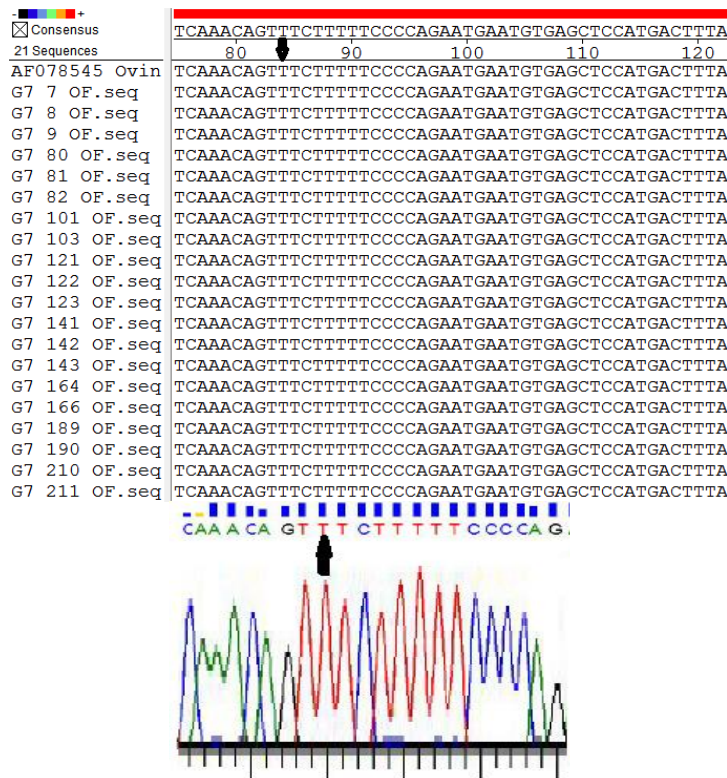 - +
Consensus TCAAACAGTTTCTTTTTCCCCAGAATGAATGTGAGCTCCATGACTTTA
21 Sequences 80 90 100 110 120
AF078545 Ovin TCAAACAGTTTCTTTTTCCCCAGAATGAATGTGAGCTCCATGACTTTA
G7 7 OF.seq TCAAACAGTTTCTTTTTCCCCAGAATGAATGTGAGCTCCATGACTTTA
G7 8 OF.seq TCAAACAGTTTCTTTTTCCCCAGAATGAATGTGAGCTCCATGACTTTA
G7 9 OF.seq TCAAACAGTTTCTTTTTCCCCAGAATGAATGTGAGCTCCATGACTTTA
G7 80 OF.seq TCAAACAGTTTCTTTTTCCCCAGAATGAATGTGAGCTCCATGACTTTA
G7 81 OF.seq TCAAACAGTTTCTTTTTCCCCAGAATGAATGTGAGCTCCATGACTTTA
G7 82 OF.seq TCAAACAGTTTCTTTTTCCCCAGAATGAATGTGAGCTCCATGACTTTA
G7 101 OF.seq TCAAACAGTTTCTTTTTCCCCAGAATGAATGTGAGCTCCATGACTTTA
G7 103 OF.seq TCAAACAGTTTCTTTTTCCCCAGAATGAATGTGAGCTCCATGACTTTA
G7 121 OF.seq TCAAACAGTTTCTTTTTCCCCAGAATGAATGTGAGCTCCATGACTTTA
G7 122 OF.seq TCAAACAGTTTCTTTTTCCCCAGAATGAATGTGAGCTCCATGACTTTA
G7 123 OF.seq TCAAACAGTTTCTTTTTCCCCAGAATGAATGTGAGCTCCATGACTTTA
G7 141 OF.seq TCAAACAGTTTCTTTTTCCCCAGAATGAATGTGAGCTCCATGACTTTA
G7 142 OF.seq TCAAACAGTTTCTTTTTCCCCAGAATGAATGTGAGCTCCATGACTTTA
G7 143 OF.seq TCAAACAGTTTCTTTTTCCCCAGAATGAATGTGAGCTCCATGACTTTA
G7 164 OF.seq TCAAACAGTTTCTTTTTCCCCAGAATGAATGTGAGCTCCATGACTTTA
G7 166 OF.seq TCAAACAGTTTCTTTTTCCCCAGAATGAATGTGAGCTCCATGACTTTA
G7 189 OF.seq TCAAACAGTTTCTTTTTCCCCAGAATGAATGTGAGCTCCATGACTTTA
G7 190 OF.seq TCAAACAGTTTCTTTTTCCCCAGAATGAATGTGAGCTCCATGACTTTA
G7 210 OF.seq TCAAACAGTTTCTTTTTCCCCAGAATGAATGTGAGCTCCATGACTTTA
G7 211 OF.seq TCAAACAGTTTCTTTTTCCCCAGAATGAATGTGAGCTCCATGACTTTA
CAAACAGTTTCTTTTTCCCCAG